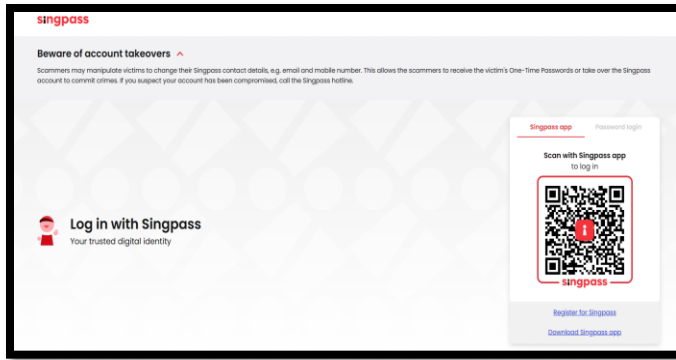 singpass
Beware of account takeovers
Scammers may manipulate victims to change their Singpass contact details, e.g. email and mobile number. This allows the scammers to receive the victim's One-Time Passwords or take over the Singpass
account to commit crimes. If you suspect your account has been compromised, call the Singpass hotline.
Singpass app Password login
Scan with Singpass app
to log in
singpass
Log in with Singpass
Your trusted digital identity
Register for Singpass
Download Singpass app